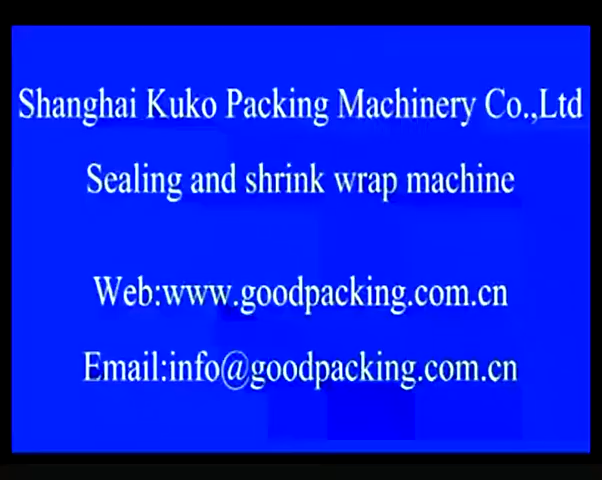 Shanghai Kuko Packing Machinery Co.,Ltd
Sealing and shrink wrap machine
Web:www.goodpacking.com.cn
Email:info@goodpacking.com.cn